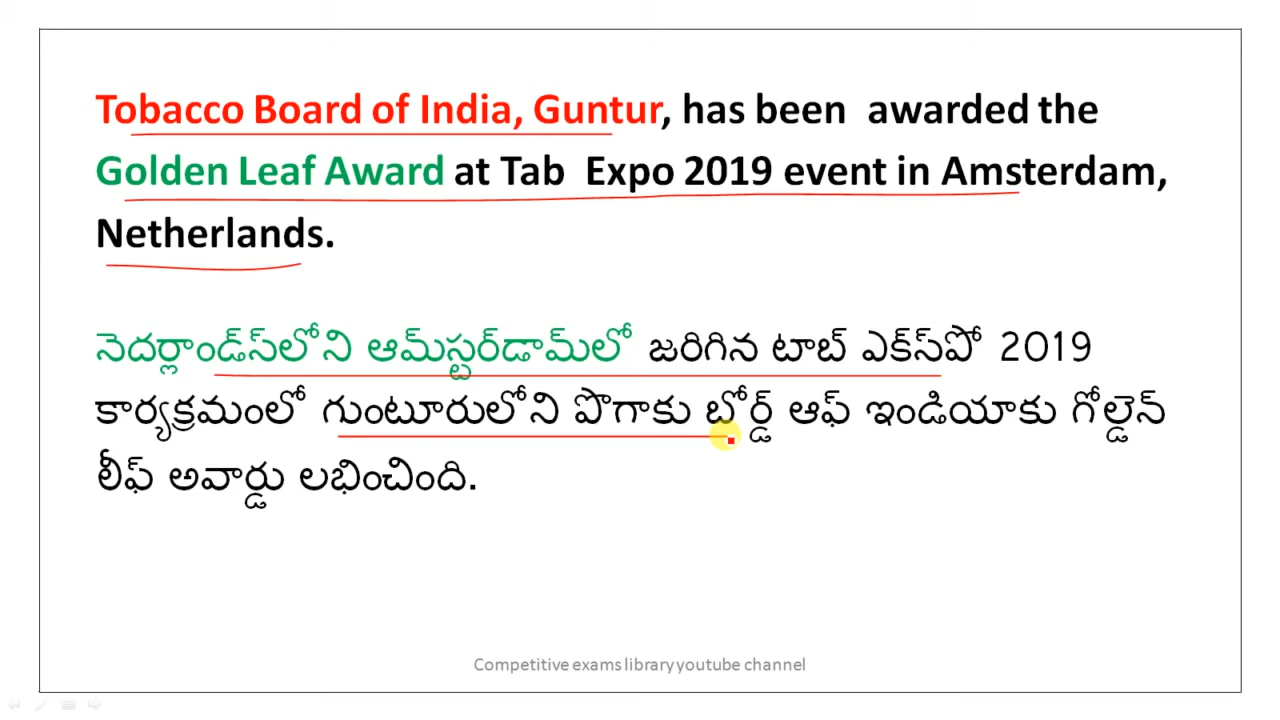 Tobacco Board of India, Guntur, has been awarded the
Golden Leaf Award at Tab Expo 2019 event in Amsterdam,
Netherlands.
నెదర్లాండ్స్‌లోని ఆమ్‌స్టర్‌డామ్‌లో జరిగిన టాబ్ ఎక్స్‌పో 2019
కార్యక్రమంలో గుంటూరులోని పొగాకు బోర్డ్ ఆఫ్ ఇండియాకు గోల్డెన్
లీఫ్ అవార్డు లభించింది.
Competitive exams library youtube channel